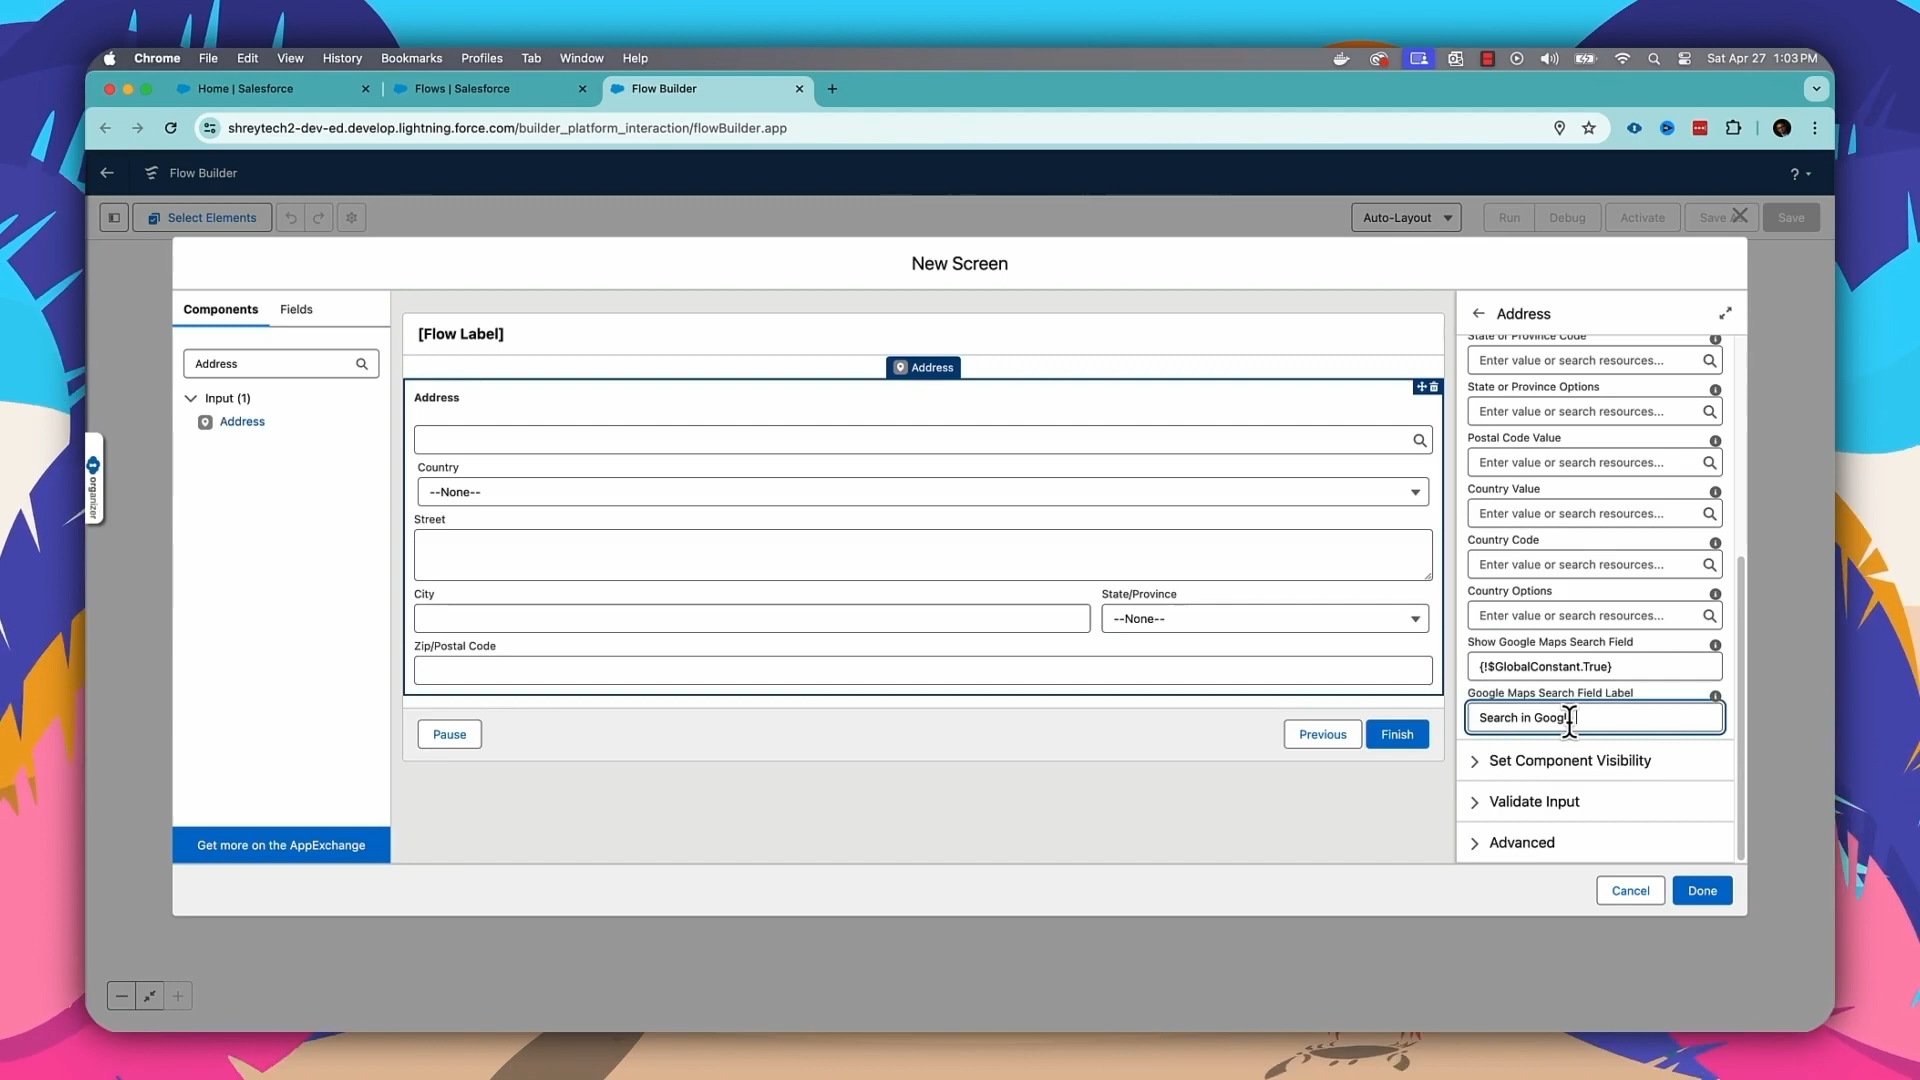 Chrome File Edit View History Bookmarks Profiles Tab Window Help Sat Apr 27 1:03 PM
Home | Salesforce Flows | Salesforce Flow Builder
shreytech2-dev-ed.develop.lightning.force.com/builder_platform_interaction/flowBuilder.app
Flow Builder ?
Select Elements Auto-Layout Run Debug Activate Save As Save
New Screen
Components Fields
Address
Input (1)
Address
Get more on the AppExchange
organizer
[Flow Label]
Address
Address
Country
--None--
Street
City State/Province
--None--
Zip/Postal Code
Pause Previous Finish
Address
State or Province Code
Enter value or search resources...
State or Province Options
Enter value or search resources...
Postal Code Value
Enter value or search resources...
Country Value
Enter value or search resources...
Country Code
Enter value or search resources...
Country Options
Enter value or search resources...
Show Google Maps Search Field
{!$GlobalConstant.True}
Google Maps Search Field Label
Search in Googl
Set Component Visibility
Validate Input
Advanced
Cancel Done